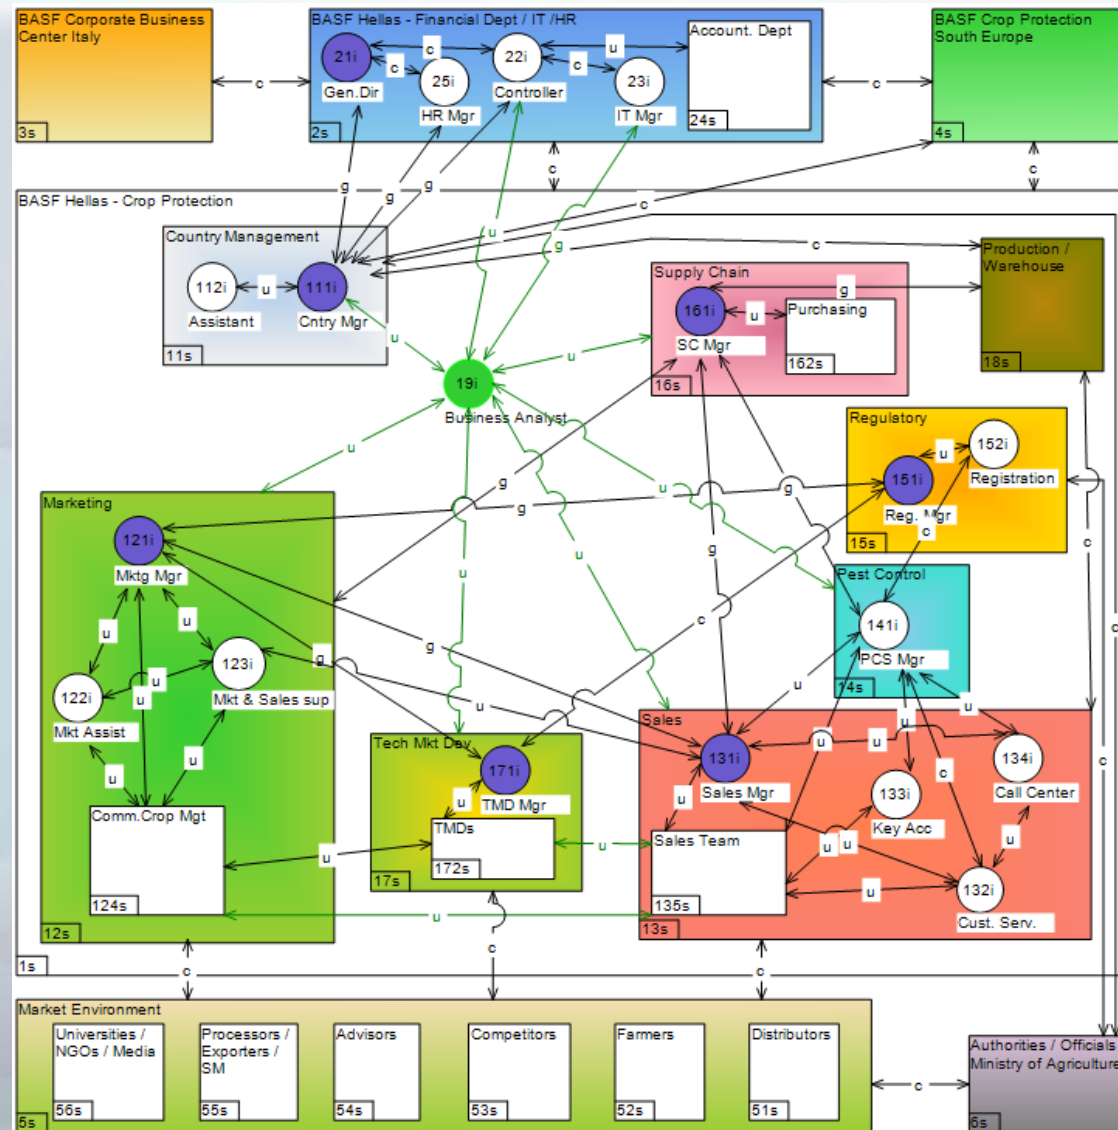 BASF Corporate Business
Center Italy
3s
BASF Hellas - Financial Dept / IT /HR
21i
Gen.Dir
c
c
25i
HR Mgr
22i
Controller
c
u
23i
IT Mgr
Account. Dept
24s
2s
BASF Crop Protection
South Europe
4s
c
c
c
c
g
g
g
u
g
c
g
c
BASF Hellas - Crop Protection
Country Management
112i
Assistant
u
111i
Cntry Mgr
11s
u
19i
Business Analyst
u
u
u
u
u
Supply Chain
161i
SC Mgr
u
g
Purchasing
162s
16s
Production /
Warehouse
18s
Regulatory
151i
Reg. Mgr
u
152i
Registration
15s
g
g
g
g
c
c
g
g
c
c
c
Pest Control
141i
PCS Mgr
14s
Marketing
121i
Mktg Mgr
u
u
u
u
122i
Mkt Assist
123i
Mkt & Sales sup
u
u
Comm.Crop Mgt
124s
12s
u
u
u
u
Tech Mkt Dev
171i
TMD Mgr
u
TMDs
172s
17s
u
Sales
131i
Sales Mgr
u
u
u
u
u
c
134i
Call Center
133i
Key Acc
u
u
u
u
132i
Cust. Serv.
Sales Team
135s
13s
1s
c
c
c
Market Environment
Universities /
NGOs / Media
56s
Processors /
Exporters /
SM
55s
Advisors
54s
Competitors
53s
Farmers
52s
Distributors
51s
5s
c
Authorities / Officials
Ministry of Agriculture
6s